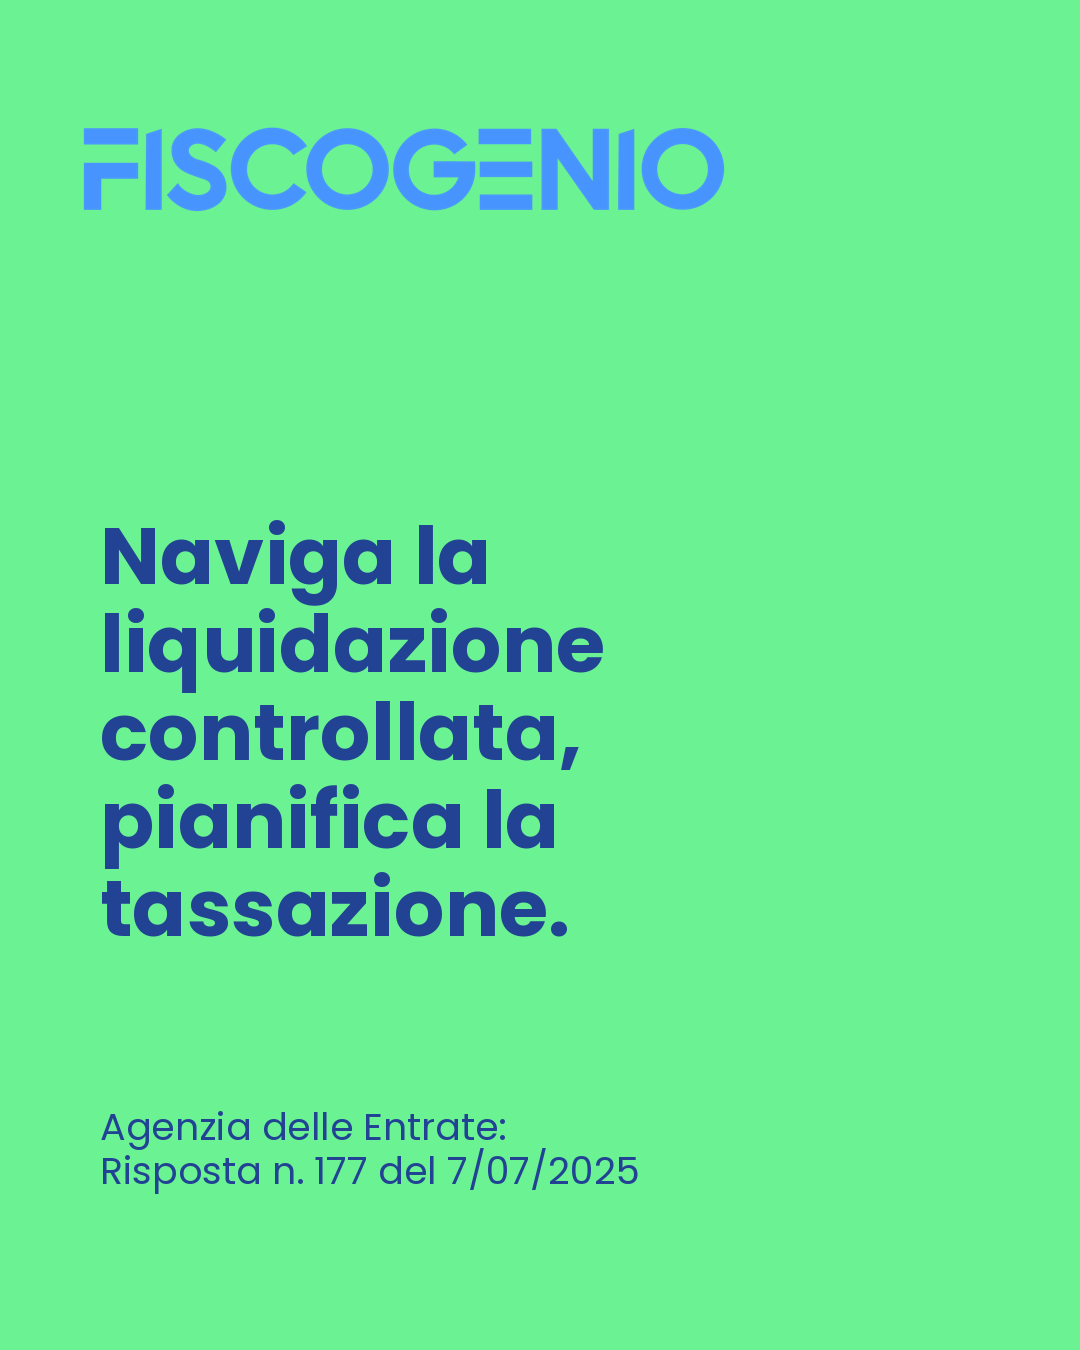 FISCOGENIO
Naviga la
liquidazione
controllata,
pianifica la
tassazione.
Agenzia delle Entrate:
Risposta n. 177 del 7/07/2025